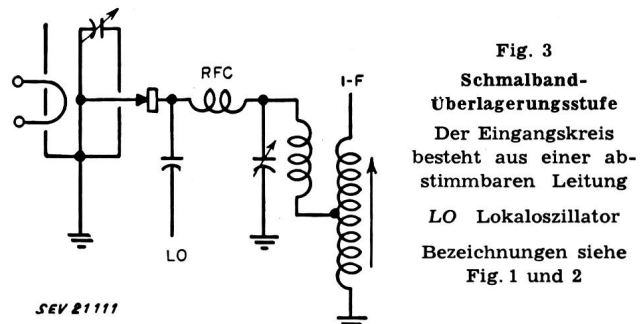 RFC
I-F
LO
SEV 21111
Fig. 3
Schmalband-
Überlagerungsstufe
Der Eingangskreis
besteht aus einer ab-
stimmbaren Leitung
LO Lokaloszillator
Bezeichnungen siehe
Fig. 1 und 2